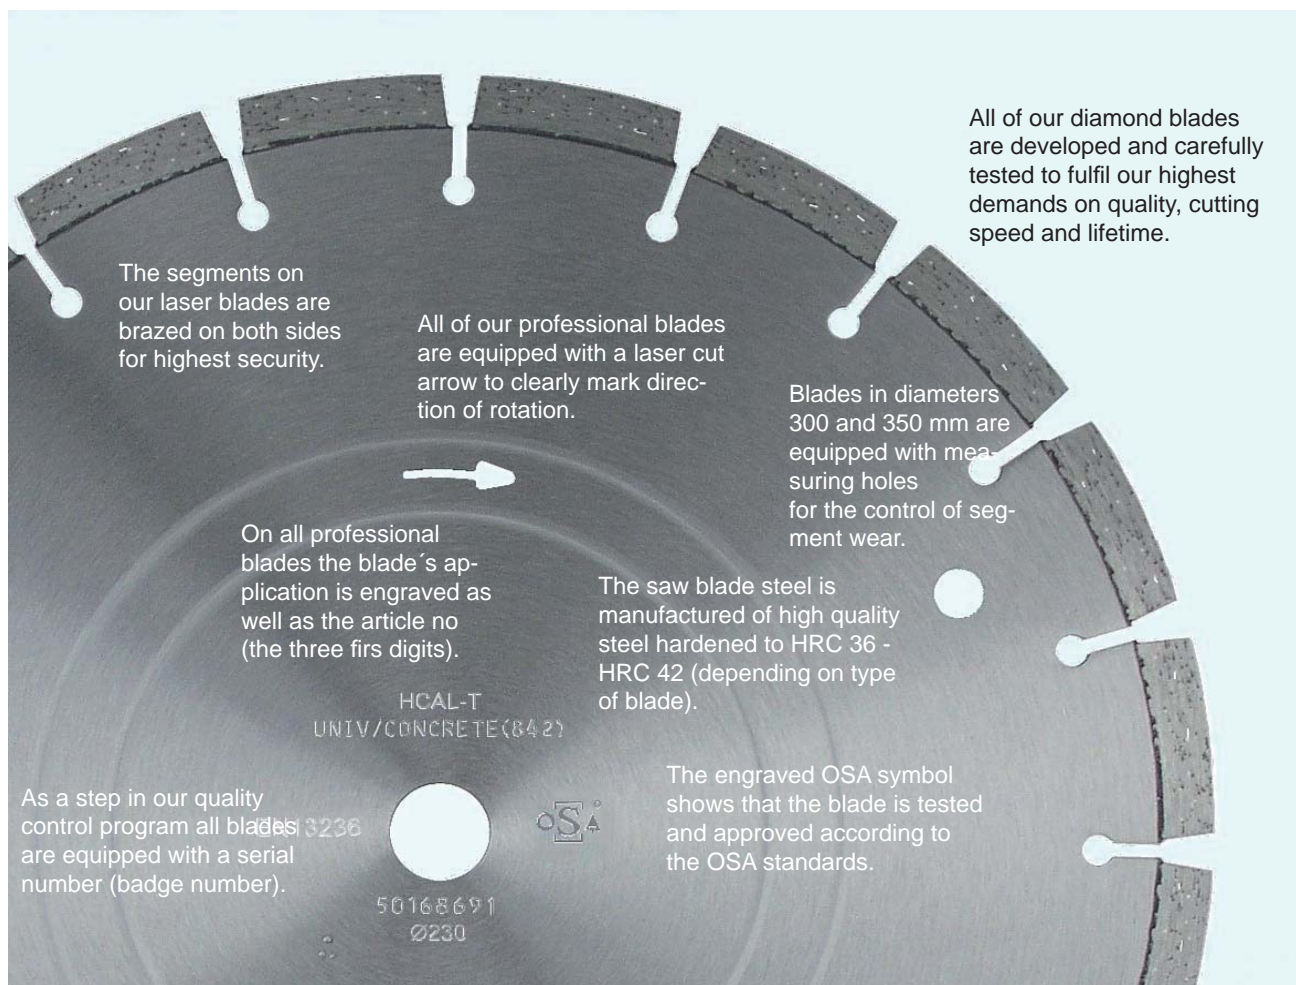 All of our diamond blades
are developed and carefully
tested to fulfil our highest
demands on quality, cutting
speed and lifetime.
The segments on
our laser blades are
brazed on both sides
for highest security.
All of our professional blades
are equipped with a laser cut
arrow to clearly mark direc-
tion of rotation.
Blades in diameters
300 and 350 mm are
equipped with mea-
suring holes
for the control of seg-
ment wear.
On all professional
blades the blade´s ap-
plication is engraved as
well as the article no
(the three firs digits).
The saw blade steel is
manufactured of high quality
steel hardened to HRC 36 -
HRC 42 (depending on type
of blade).
HCAL-T
UNIV/CONCRETE(842)
The engraved OSA symbol
shows that the blade is tested
and approved according to
the OSA standards.
As a step in our quality
control program all blades
are equipped with a serial
number (badge number).
EN13236
OSA
50168691
Ø230